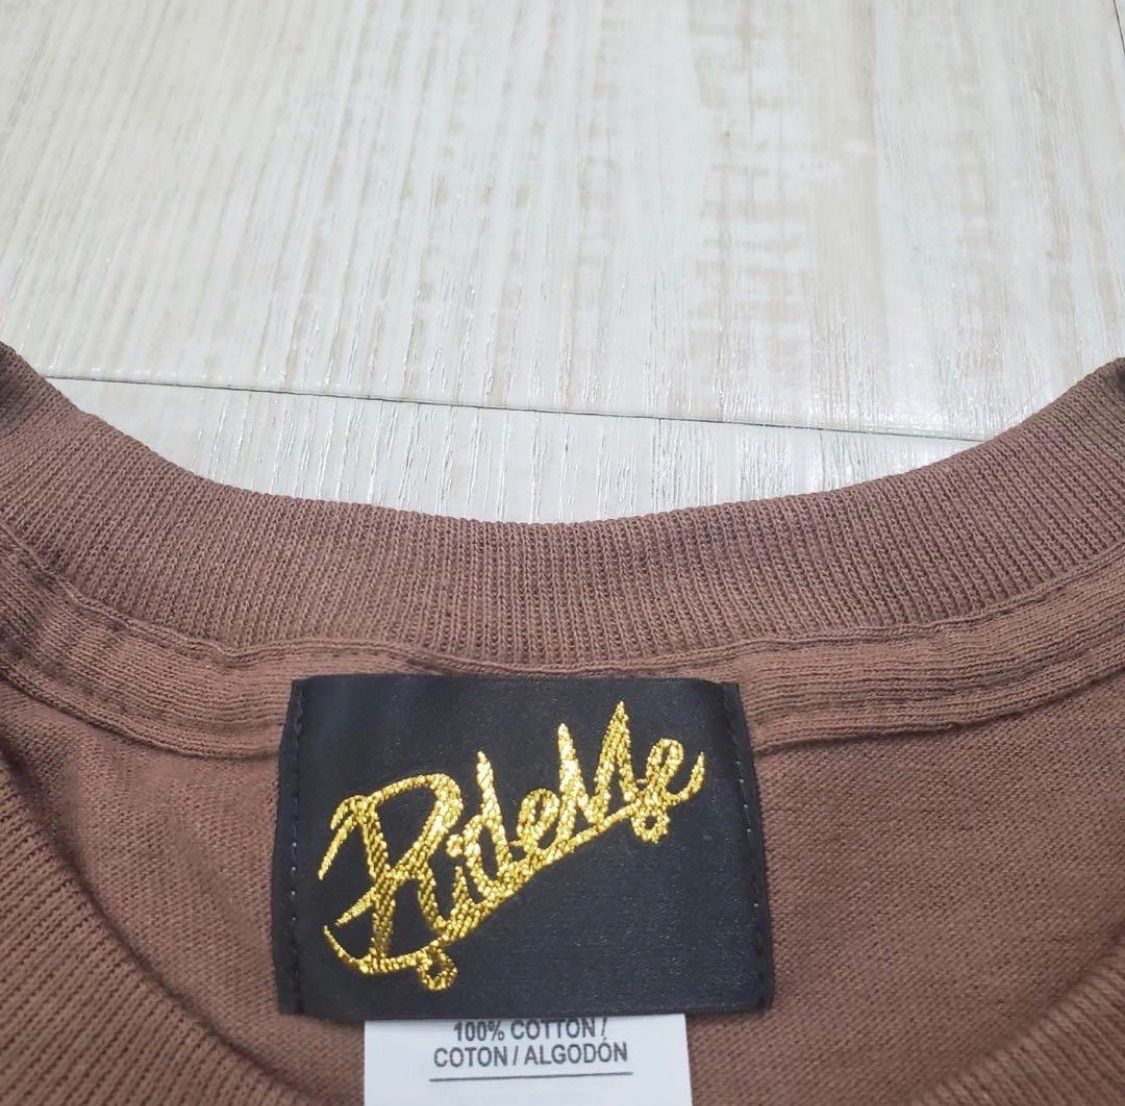 RideMe
100% COTTON /
COTON / ALGODÓN